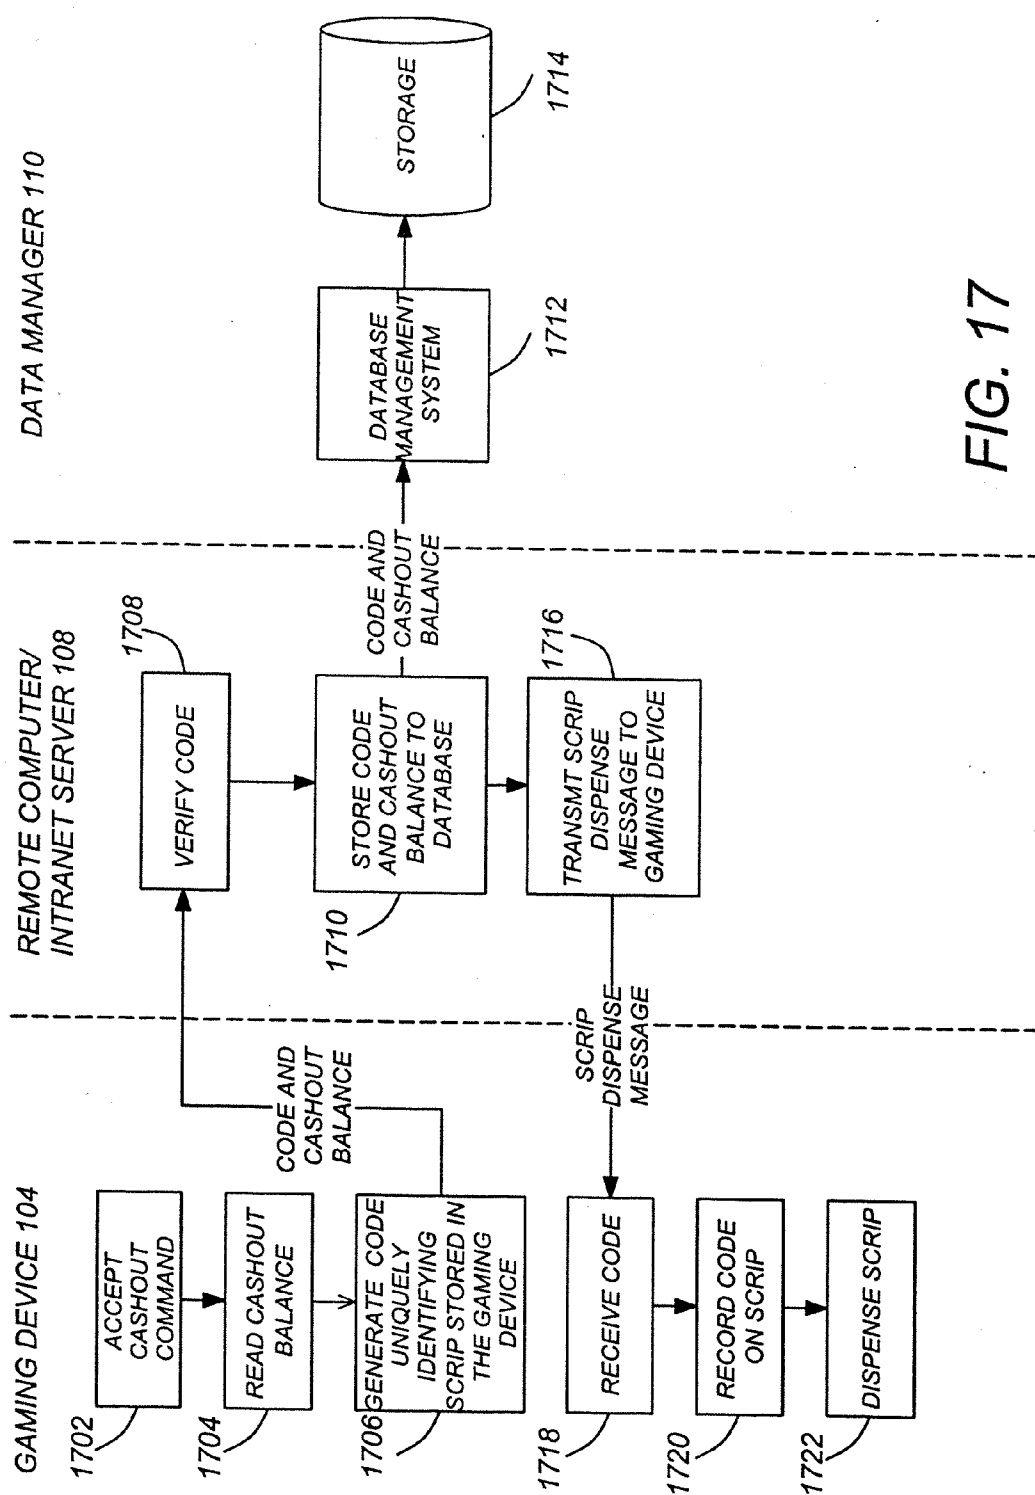 GAMING DEVICE 104
REMOTE COMPUTER/
INTRANET SERVER 108
DATA MANAGER 110
1702
ACCEPT
CASHOUT
COMMAND
1704
READ CASHOUT
BALANCE
1706
GENERATE CODE
UNIQUELY
IDENTIFYING
SCRIP STORED IN
THE GAMING
DEVICE
CODE AND
CASHOUT
BALANCE
1708
VERIFY CODE
1710
STORE CODE
AND CASHOUT
BALANCE TO
DATABASE
CODE AND
CASHOUT
BALANCE
1712
DATABASE
MANAGEMENT
SYSTEM
1714
STORAGE
1716
TRANSMT SCRIP
DISPENSE
MESSAGE TO
GAMING DEVICE
SCRIP
DISPENSE
MESSAGE
1718
RECEIVE CODE
1720
RECORD CODE
ON SCRIP
1722
DISPENSE SCRIP
FIG. 17